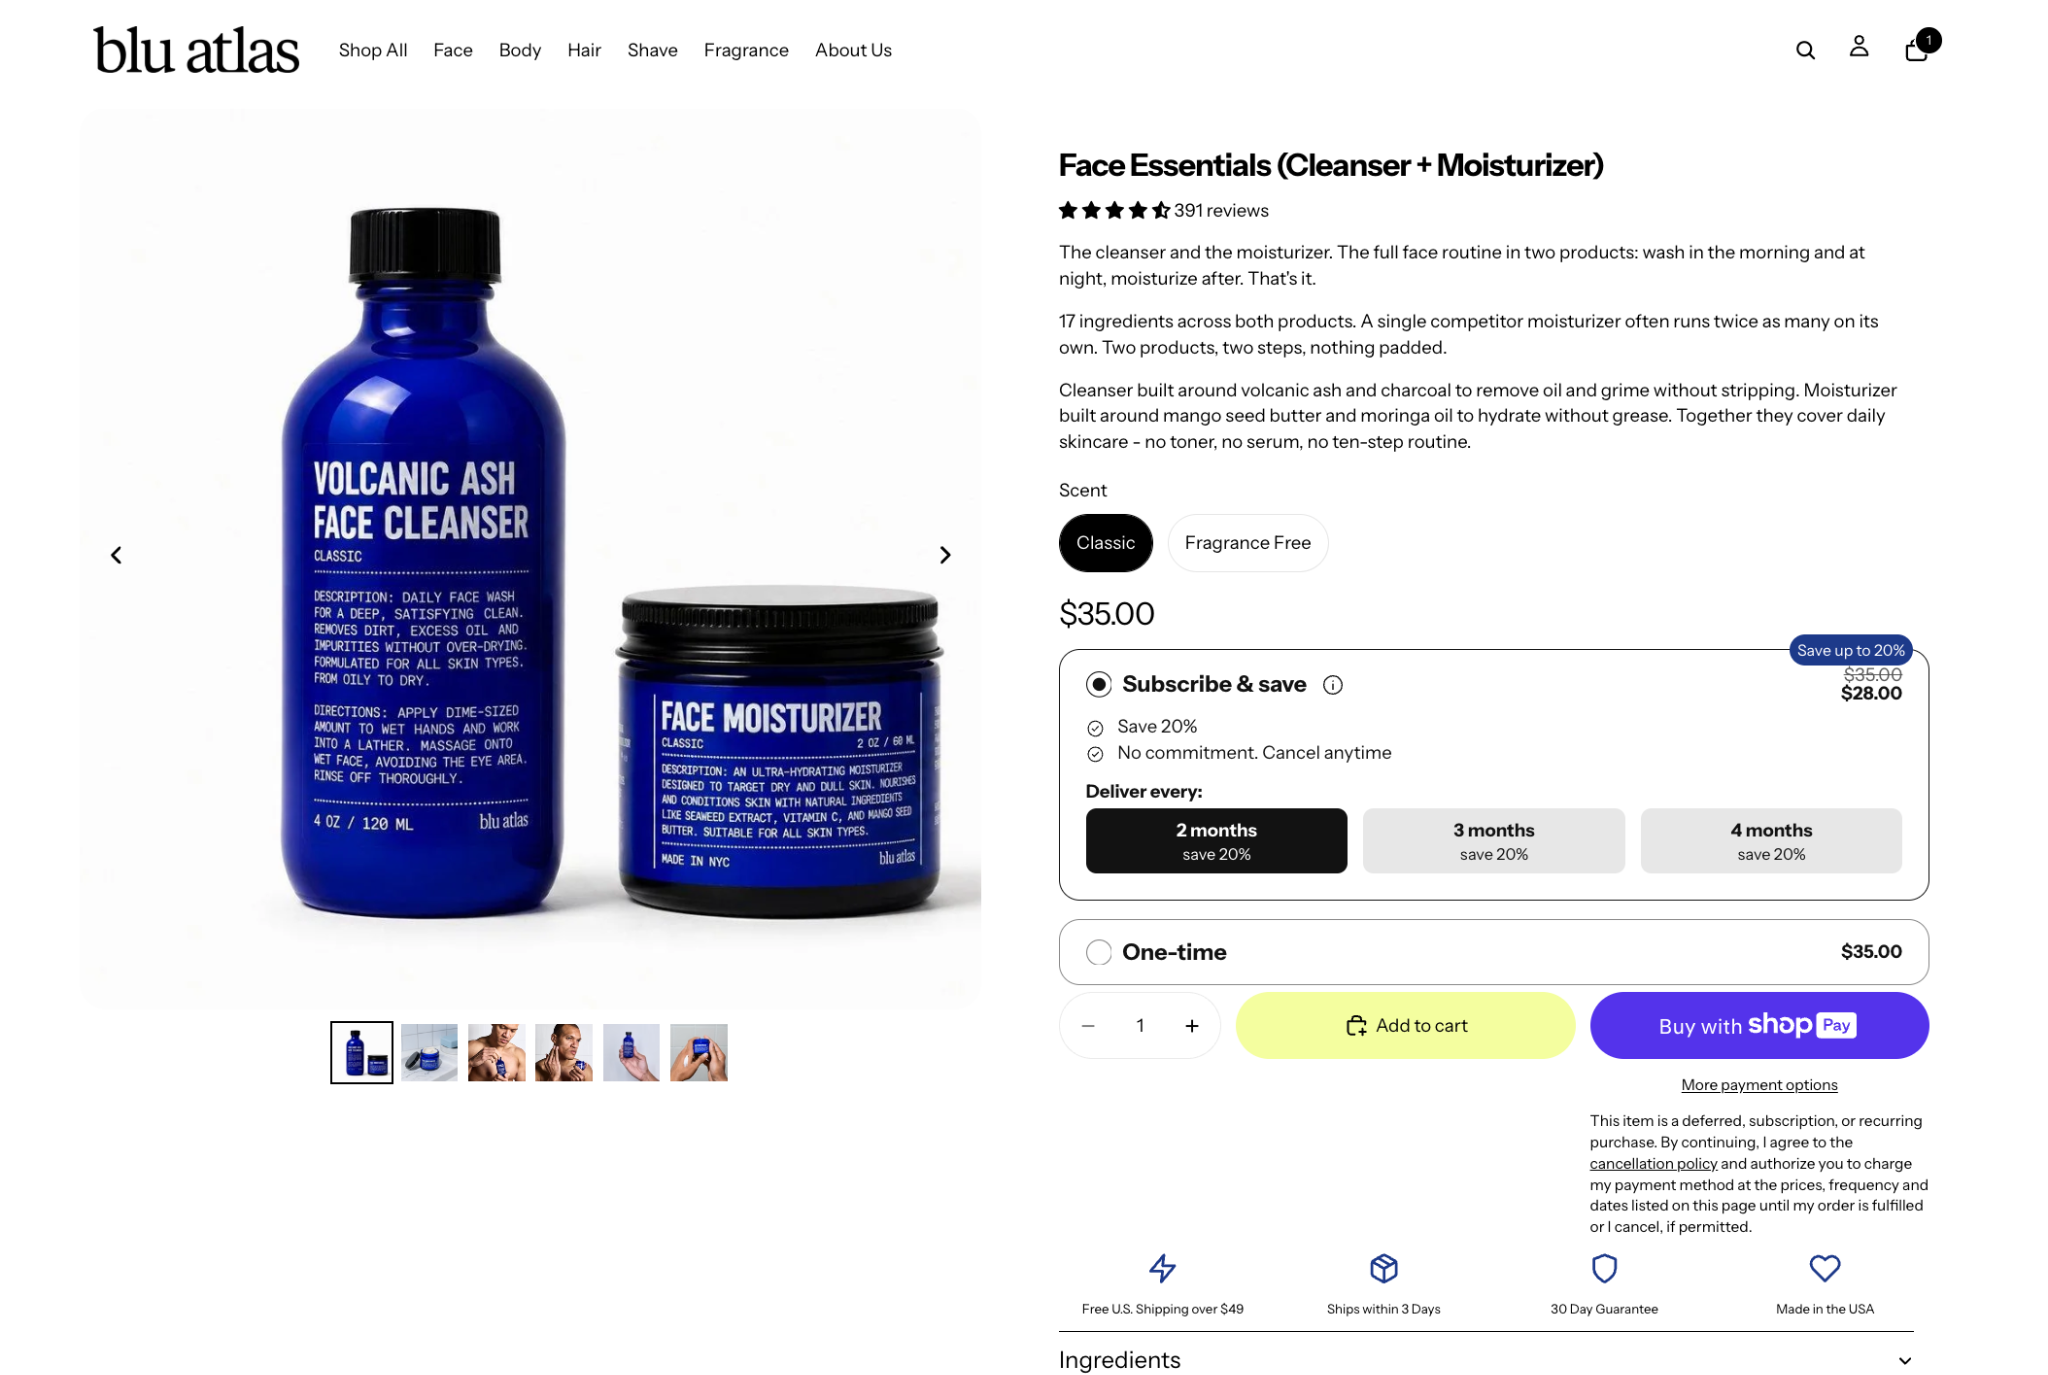 blu atlas
Shop All Face Body Hair Shave Fragrance About Us
1
VOLCANIC ASH
FACE CLEANSER
CLASSIC
DESCRIPTION: DAILY FACE WASH
FOR A DEEP, SATISFYING CLEAN.
REMOVES DIRT, EXCESS OIL AND
IMPURITIES WITHOUT OVER-DRYING.
FORMULATED FOR ALL SKIN TYPES.
FROM OILY TO DRY.
DIRECTIONS: APPLY DIME-SIZED
AMOUNT TO WET HANDS AND WORK
INTO A LATHER. MASSAGE ONTO
WET FACE, AVOIDING THE EYE AREA.
RINSE OFF THOROUGHLY.
4 OZ / 120 ML blu atlas
FACE MOISTURIZER
CLASSIC 2 OZ / 60 ML
DESCRIPTION: AN ULTRA-HYDRATING MOISTURIZER
DESIGNED TO TARGET DRY AND DULL SKIN. NOURISHES
AND CONDITIONS SKIN WITH NATURAL INGREDIENTS
LIKE SEAWEED EXTRACT, VITAMIN C, AND MANGO SEED
BUTTER. SUITABLE FOR ALL SKIN TYPES.
MADE IN NYC blu atlas
Face Essentials (Cleanser + Moisturizer)
391 reviews
The cleanser and the moisturizer. The full face routine in two products: wash in the morning and at
night, moisturize after. That's it.
17 ingredients across both products. A single competitor moisturizer often runs twice as many on its
own. Two products, two steps, nothing padded.
Cleanser built around volcanic ash and charcoal to remove oil and grime without stripping. Moisturizer
built around mango seed butter and moringa oil to hydrate without grease. Together they cover daily
skincare - no toner, no serum, no ten-step routine.
Scent
Classic Fragrance Free
$35.00
Save up to 20%
Subscribe & save $35.00
$28.00
Save 20%
No commitment. Cancel anytime
Deliver every:
2 months 3 months 4 months
save 20% save 20% save 20%
One-time $35.00
1 Add to cart Buy with shop Pay
More payment options
This item is a deferred, subscription, or recurring
purchase. By continuing, I agree to the
cancellation policy and authorize you to charge
my payment method at the prices, frequency and
dates listed on this page until my order is fulfilled
or I cancel, if permitted.
Free U.S. Shipping over $49 Ships within 3 Days 30 Day Guarantee Made in the USA
Ingredients